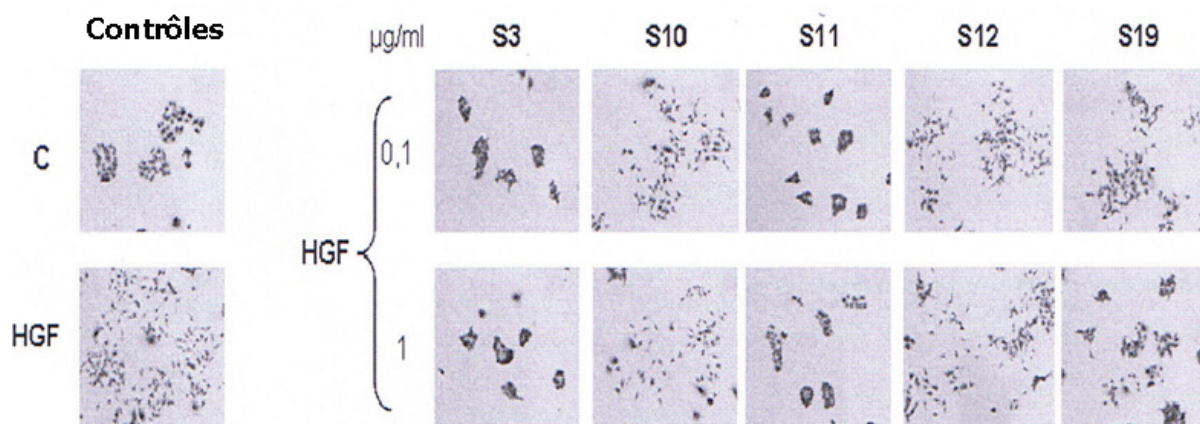 Contrôles
µg/ml S3 S10 S11 S12 S19
C
0,1
HGF
HGF
1